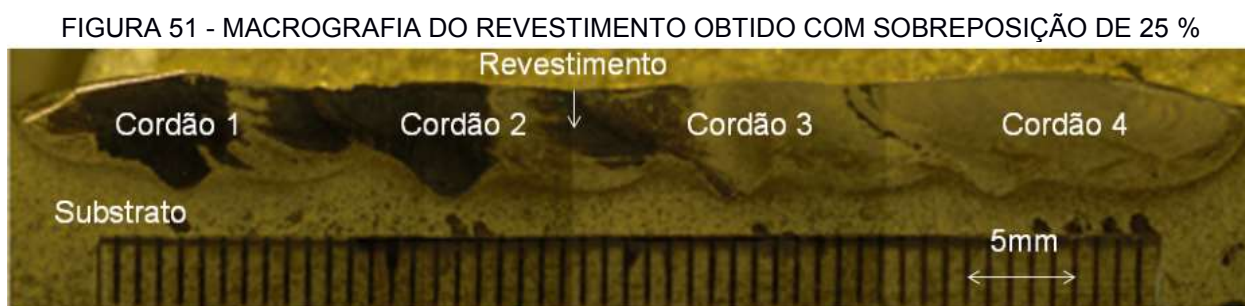 FIGURA 51 - MACROGRAFIA DO REVESTIMENTO OBTIDO COM SOBREPOSIÇÃO DE 25 %
Revestimento
Cordão 1
Cordão 2
Cordão 3
Cordão 4
Substrato
5mm